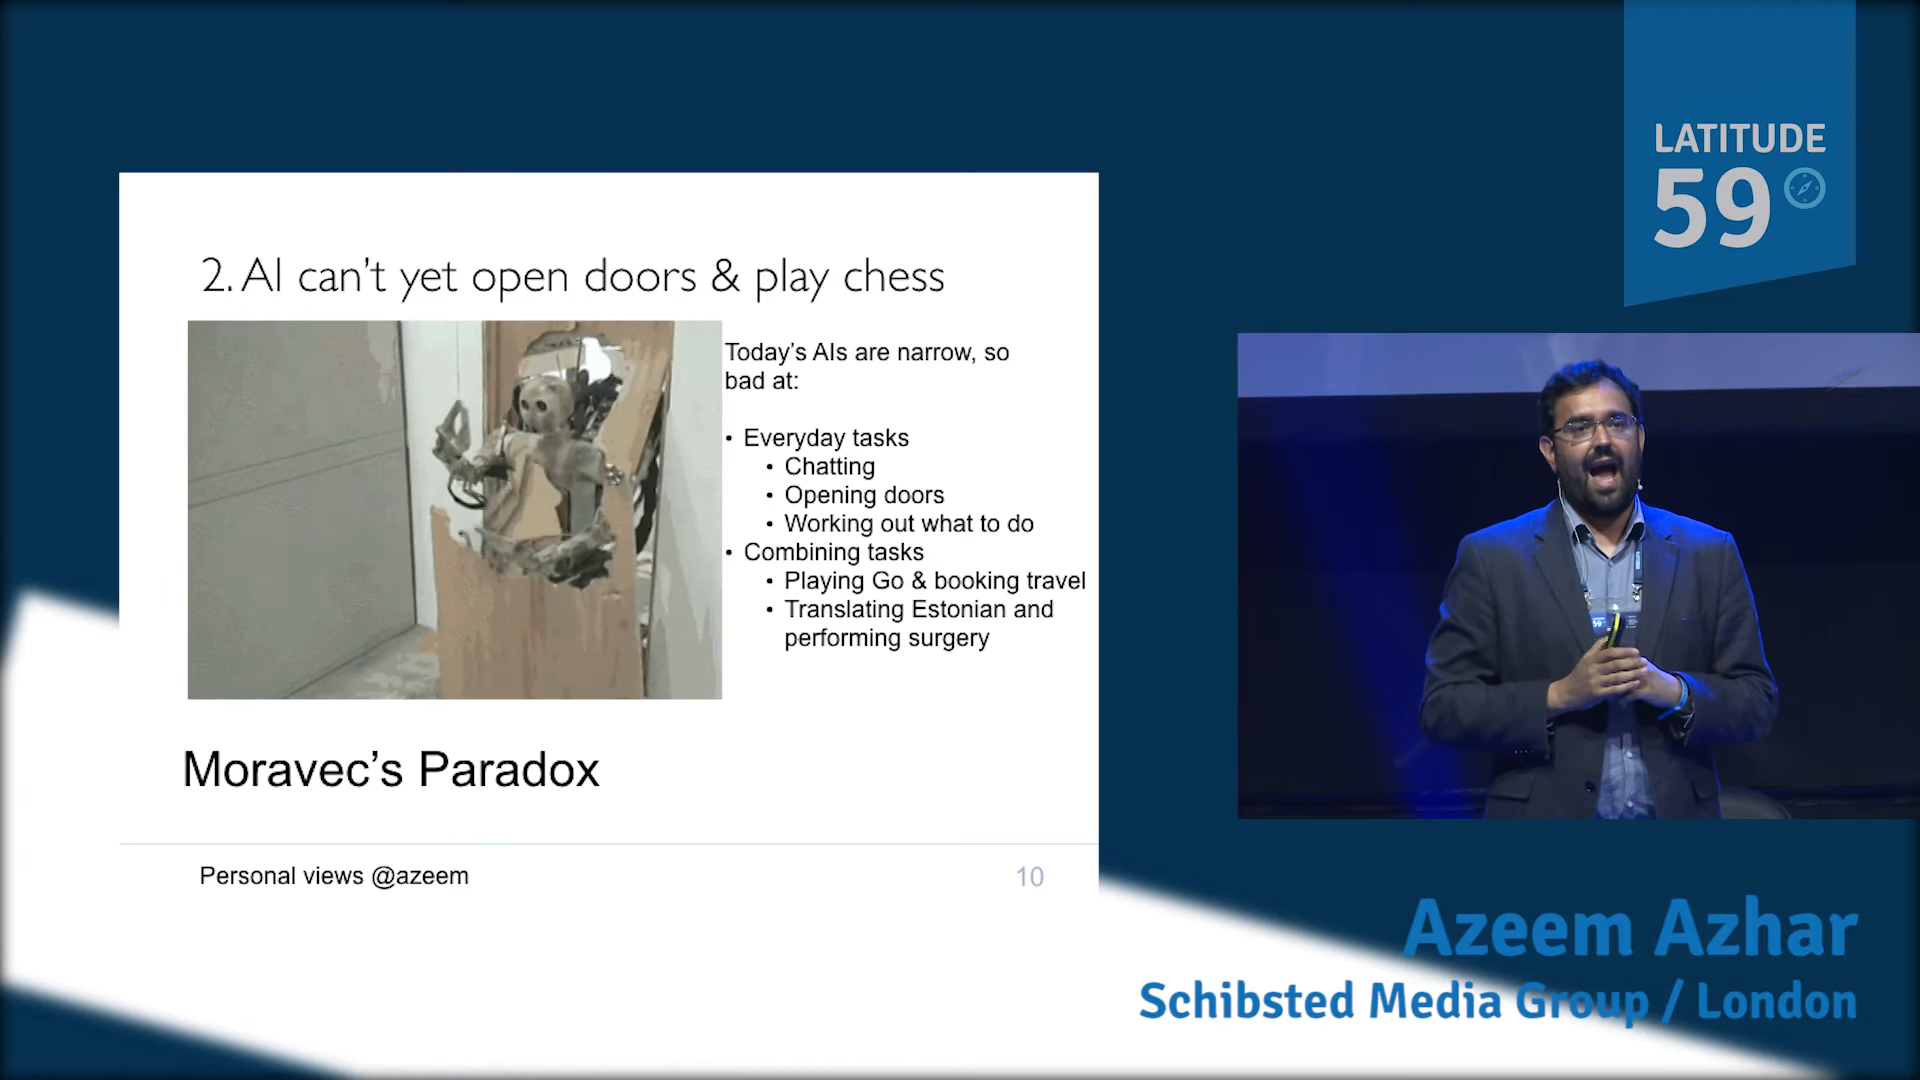 LATITUDE
59
2. AI can't yet open doors & play chess
Today's AIs are narrow, so
bad at:
• Everyday tasks
• Chatting
• Opening doors
• Working out what to do
• Combining tasks
• Playing Go & booking travel
• Translating Estonian and
performing surgery
Moravec's Paradox
Personal views @azeem
10
59
Azeem Azhar
Schibsted Media Group / London